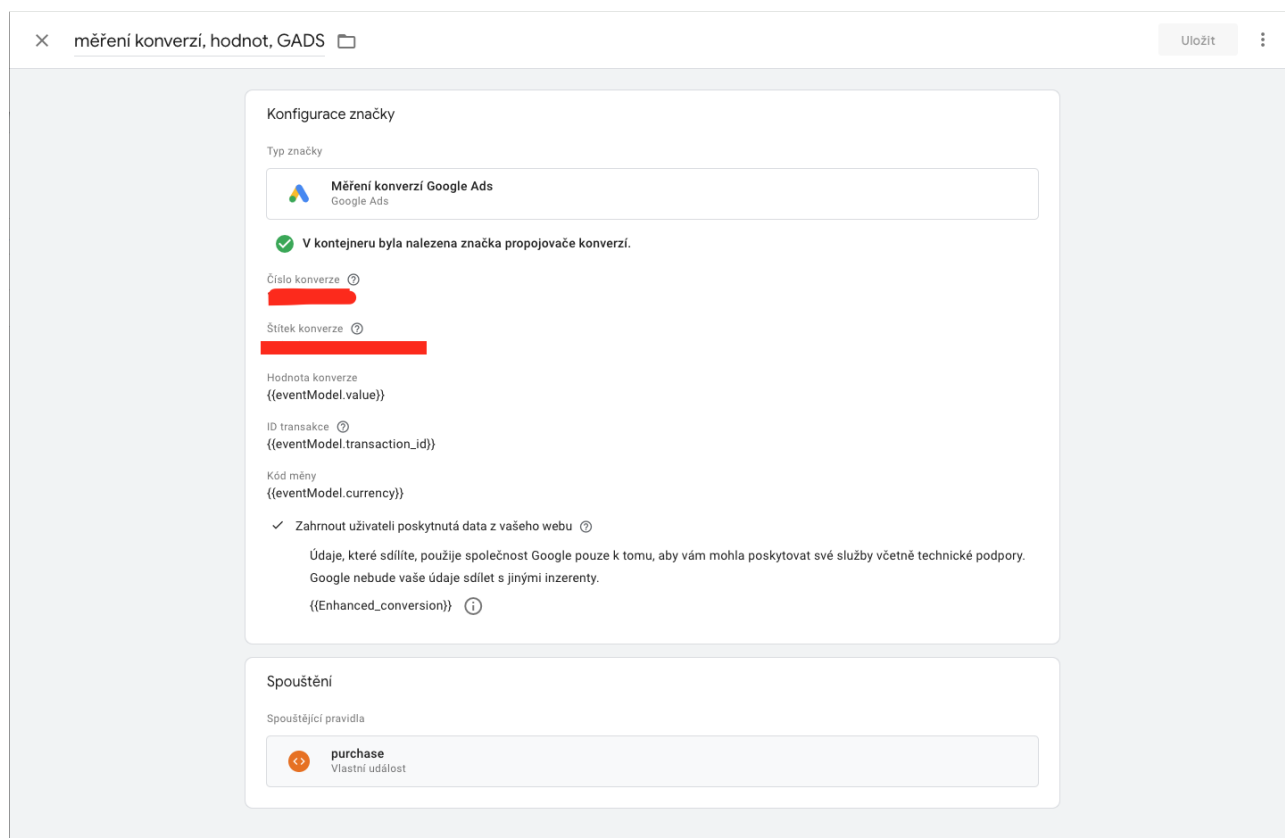 měření konverzí, hodnot, GADS
Uložit
Konfigurace značky
Typ značky
Měření konverzí Google Ads
Google Ads
V kontejneru byla nalezena značka propojovače konverzí.
Číslo konverze
Štítek konverze
Hodnota konverze
{{eventModel.value}}
ID transakce
{{eventModel.transaction_id}}
Kód měny
{{eventModel.currency}}
Zahrnout uživateli poskytnutá data z vašeho webu
Údaje, které sdílíte, použije společnost Google pouze k tomu, aby vám mohla poskytovat své služby včetně technické podpory.
Google nebude vaše údaje sdílet s jinými inzerenty.
{{Enhanced_conversion}}
Spouštění
Spouštějící pravidla
purchase
Vlastní událost